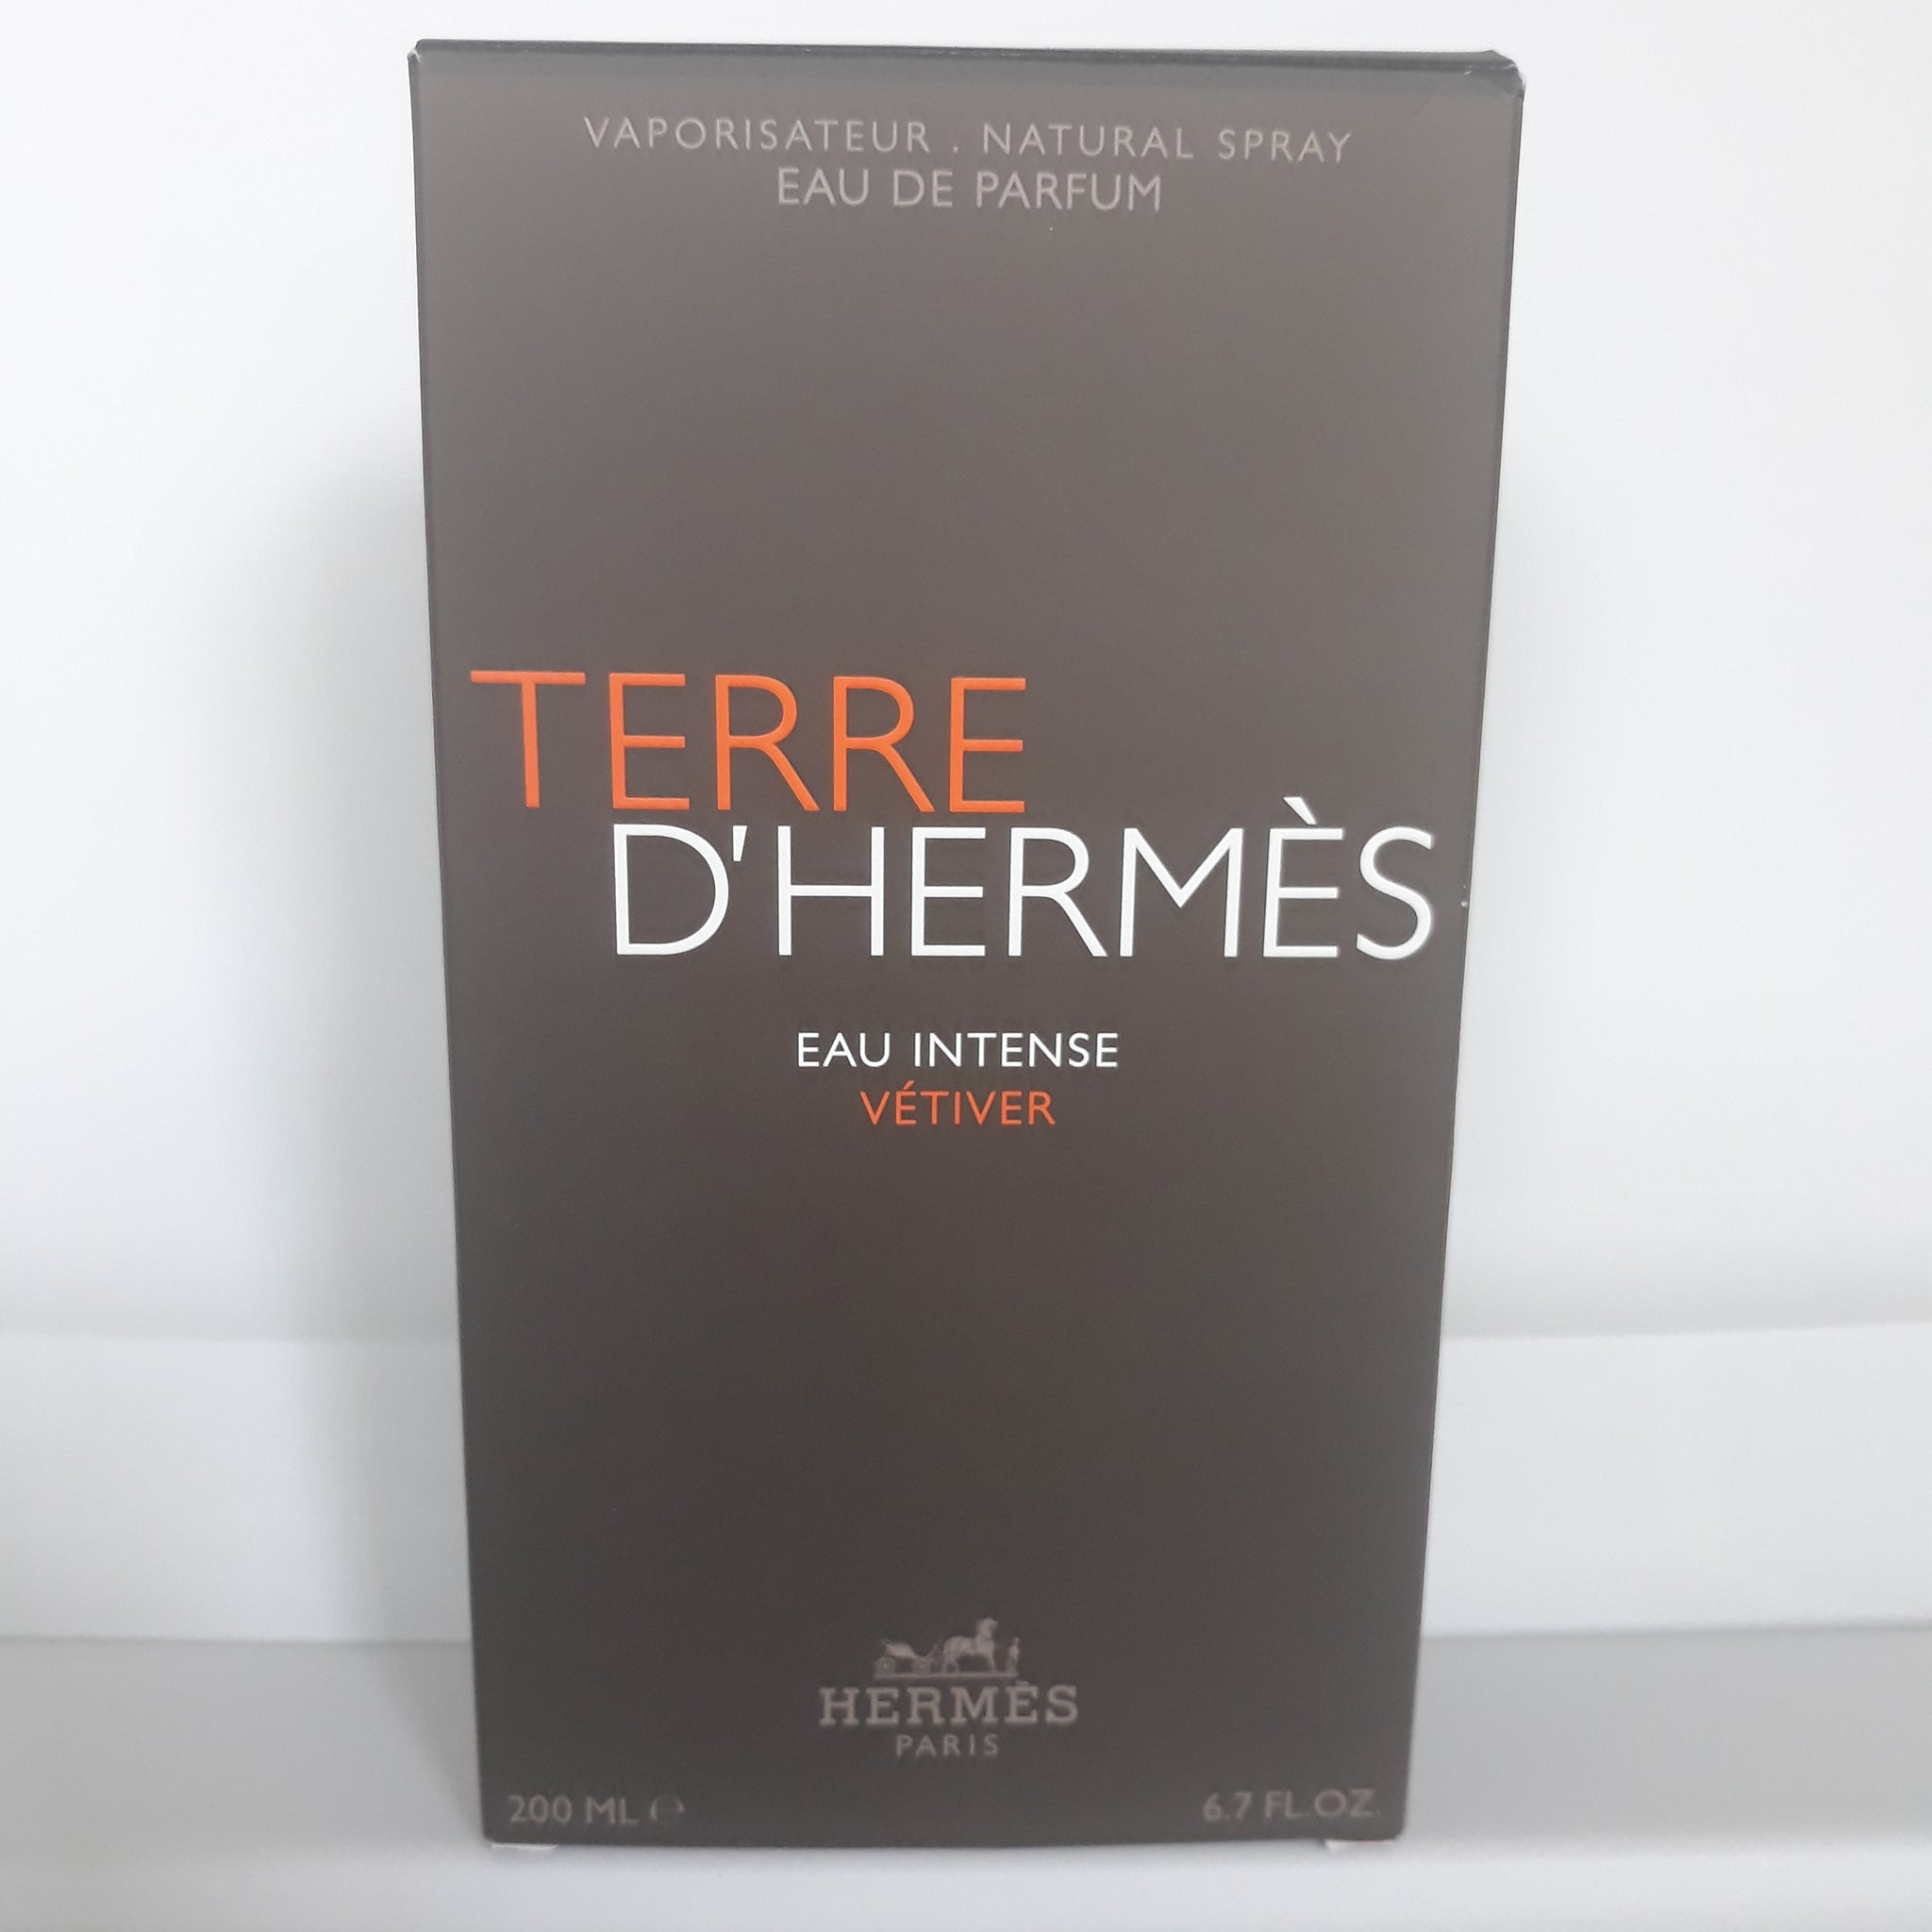 VAPORISATEUR . NATURAL SPRAY
EAU DE PARFUM
TERRE
D'HERMÈS
EAU INTENSE
VÉTIVER
HERMÈS
PARIS
200 ML ℮
6.7 FL.OZ.